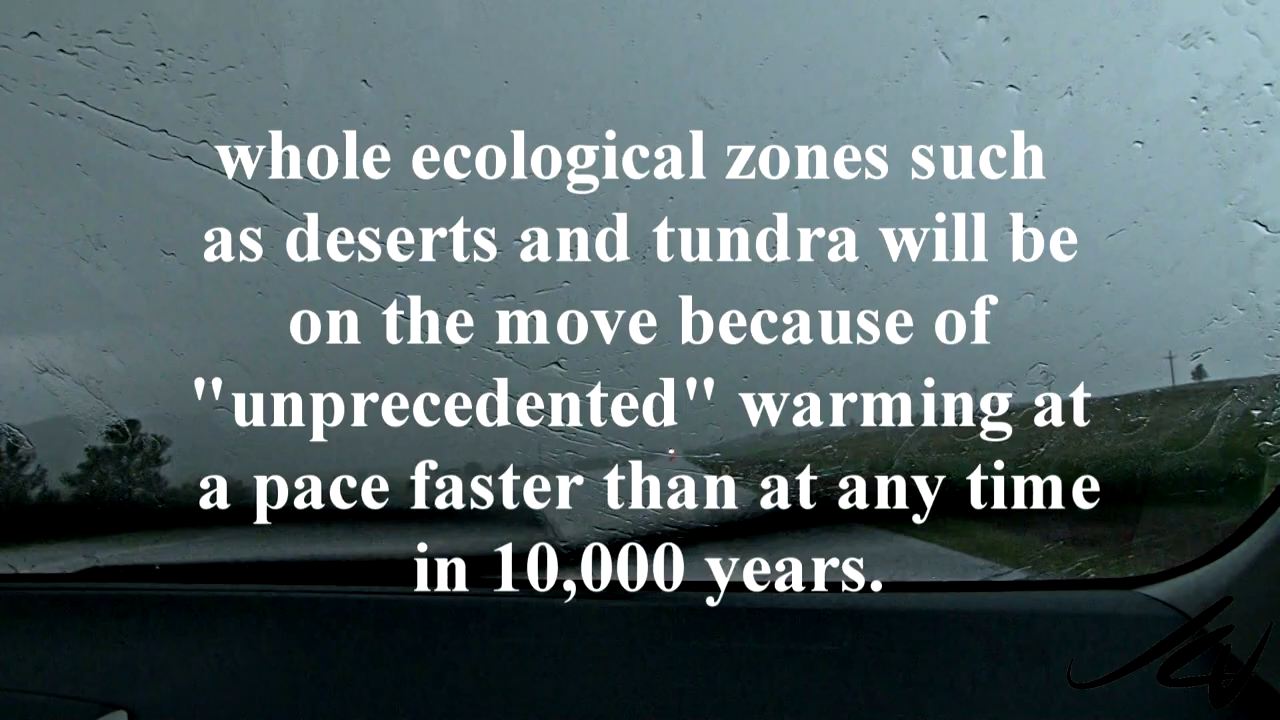 whole ecological zones such
as deserts and tundra will be
on the move because of
"unprecedented" warming at
a pace faster than at any time
in 10,000 years.